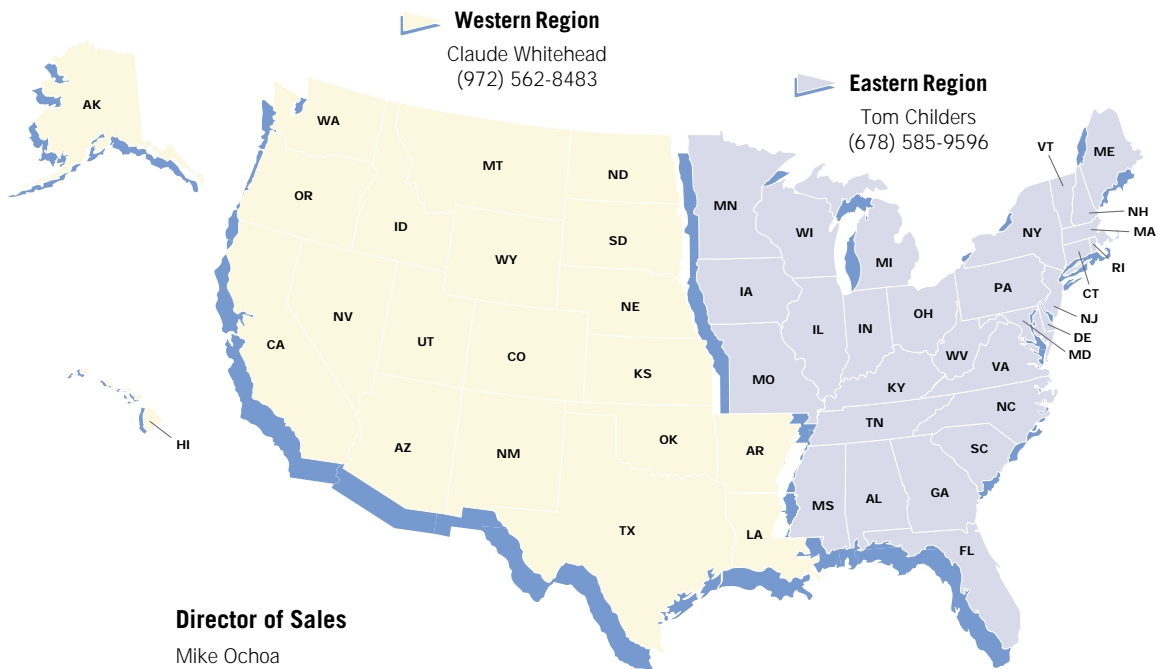 Western Region
Claude Whitehead
(972) 562-8483
Eastern Region
Tom Childers
(678) 585-9596
AK
WA
MT
ND
OR
ID
SD
WY
NE
NV
UT
CO
CA
KS
AZ
NM
OK
AR
TX
LA
HI
MN
WI
MI
IA
IL
IN
OH
MO
KY
WV
VA
PA
NY
VT
ME
NH
MA
RI
CT
NJ
DE
MD
TN
NC
SC
MS
AL
GA
FL
Director of Sales
Mike Ochoa